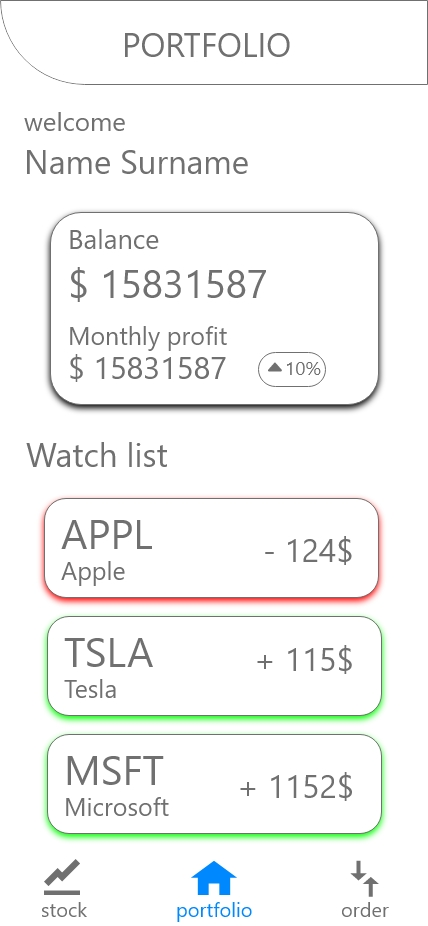 PORTFOLIO
welcome
Name Surname
Balance
$ 15831587
Monthly profit
$ 15831587 10%
Watch list
APPL
Apple
- 124$
TSLA
Tesla
+ 115$
MSFT
Microsoft
+ 1152$
stock portfolio order